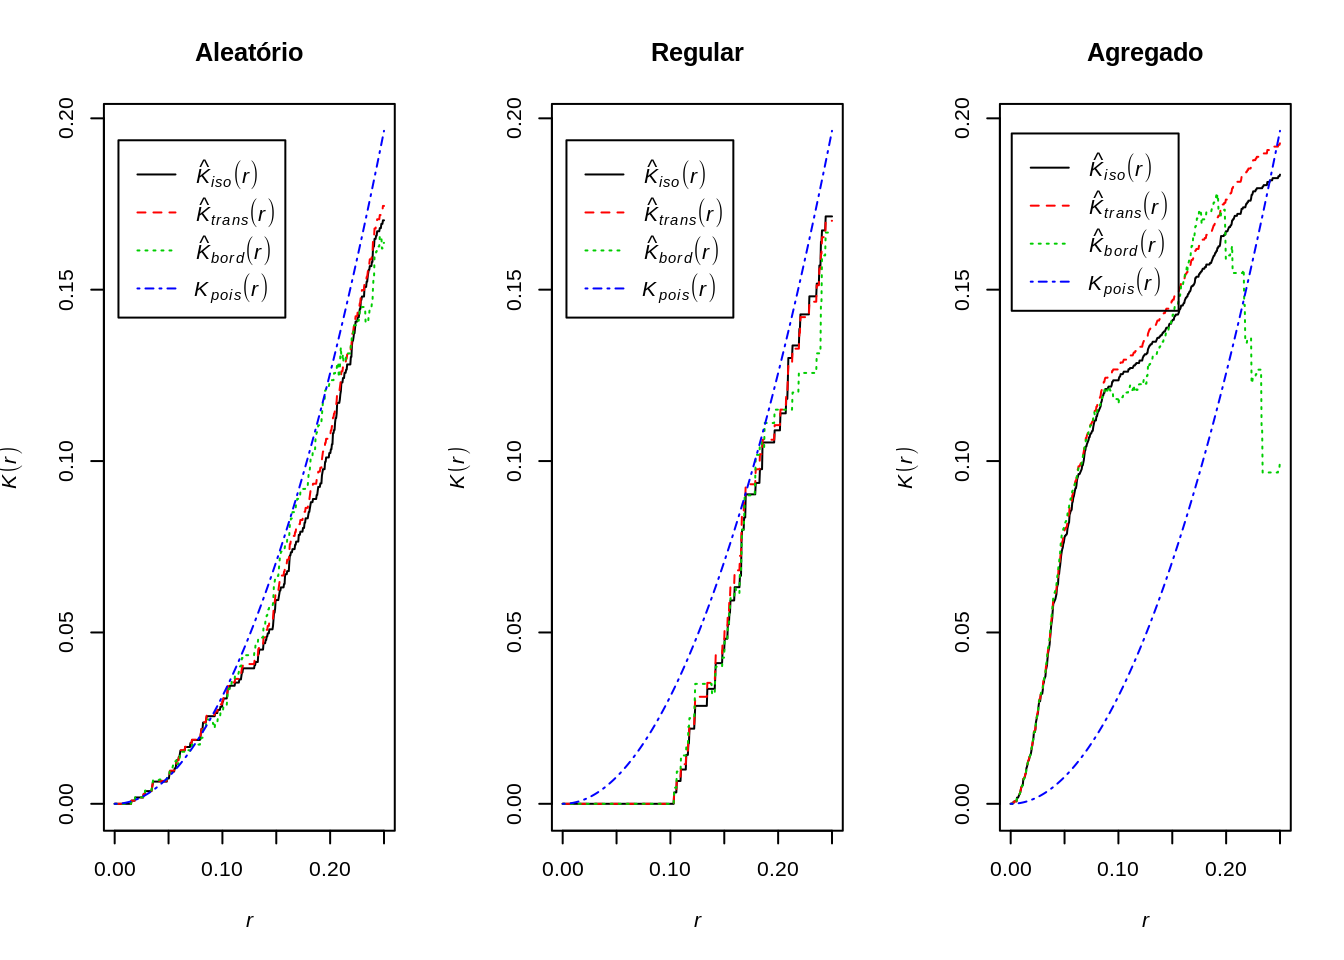 Aleatório
0.20
0.15
0.10
0.05
0.00
K(r)
K̂iso(r)
K̂trans(r)
K̂bord(r)
Kpois(r)
0.00 0.10 0.20
r
Regular
0.20
0.15
0.10
0.05
0.00
K(r)
K̂iso(r)
K̂trans(r)
K̂bord(r)
Kpois(r)
0.00 0.10 0.20
r
Agregado
0.20
0.15
0.10
0.05
0.00
K(r)
K̂iso(r)
K̂trans(r)
K̂bord(r)
Kpois(r)
0.00 0.10 0.20
r